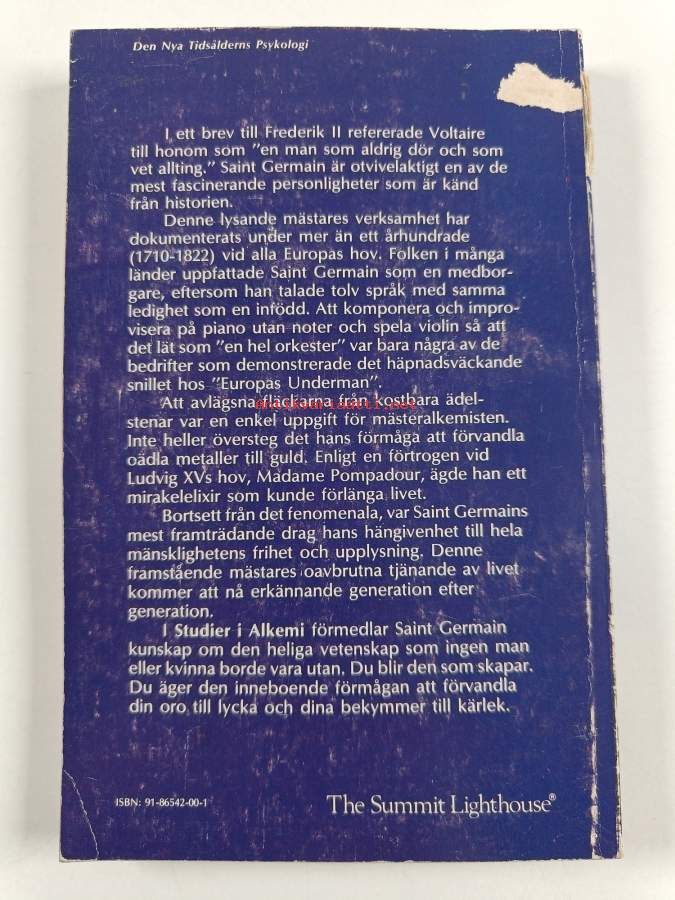 Den Nya Tidsålderns Psykologi
I ett brev till Frederik II refererade Voltaire
till honom som "en man som aldrig dör och som
vet allting." Saint Germain är otvivelaktigt en av de
mest fascinerande personligheter som är känd
från historien.
Denne lysande mästares verksamhet har
dokumenterats under mer än ett århundrade
(1710-1822) vid alla Europas hov. Folken i många
länder uppfattade Saint Germain som en medbor-
gare, eftersom han talade tolv språk med samma
ledighet som en infödd. Att komponera och impro-
visera på piano utan noter och spela violin så att
det lät som "en hel orkester" var bara några av de
bedrifter som demonstrerade det häpnadsväckande
snillet hos "Europas Underman".
Att avlägsna fläckarna från kostbara ädel-
antikvariaatti.net
stenar var en enkel uppgift för mästeralkemisten.
Inte heller översteg det hans förmåga att förvandla
oädla metaller till guld. Enligt en förtrogen vid
Ludvig XVs hov, Madame Pompadour, ägde han ett
mirakelelixir som kunde förlänga livet.
Bortsett från det fenomenala, var Saint Germains
mest framträdande drag hans hängivenhet till hela
mänsklighetens frihet och upplysning. Denne
framstående mästares oavbrutna tjänande av livet
kommer att nå erkännande generation efter
generation.
I Studier i Alkemi förmedlar Saint Germain
kunskap om den heliga vetenskap som ingen man
eller kvinna borde vara utan. Du blir den som skapar.
Du äger den inneboende förmågan att förvandla
din oro till lycka och dina bekymmer till kärlek.
ISBN: 91-86542-00-1
The Summit Lighthouse®